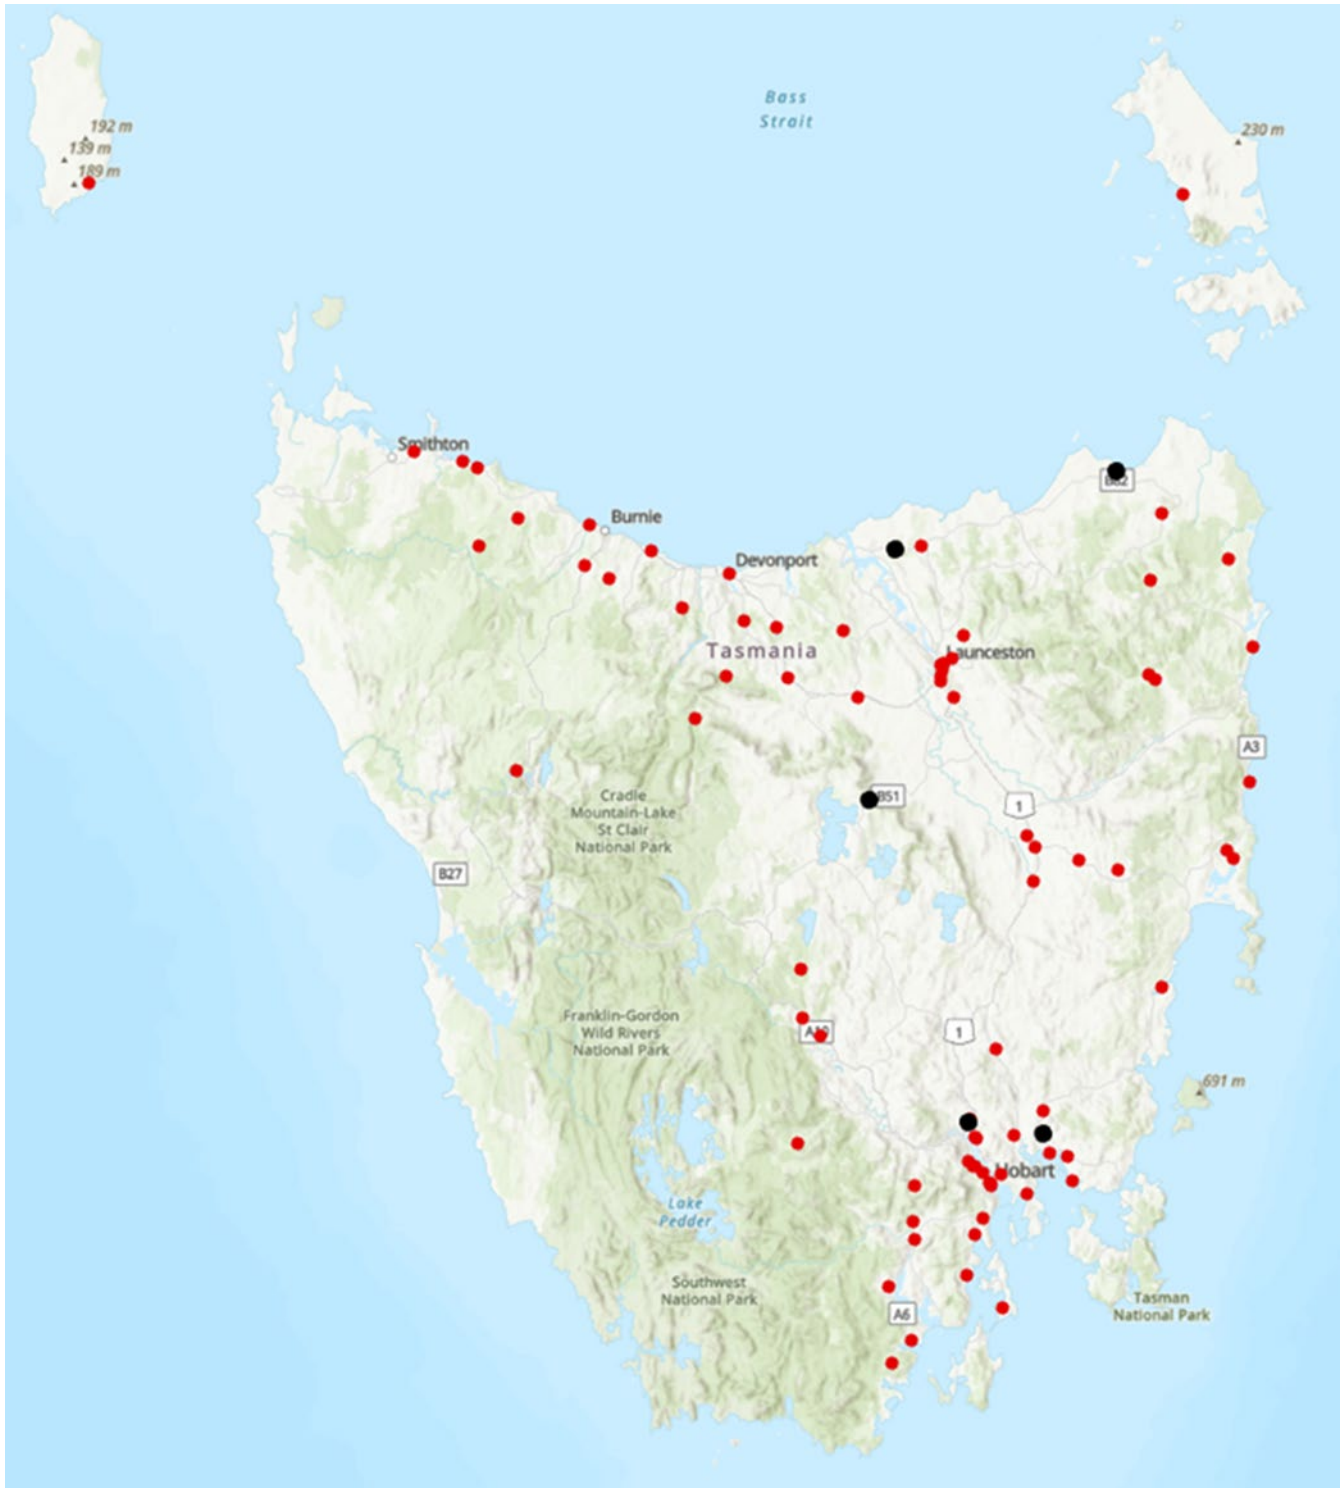 Bass
Strait
192 m
139 m
189 m
230 m
Smithton
Burnie
Devonport
Tasmania
Launceston
A3
B51
1
Cradle
Mountain-Lake
St Clair
National Park
B27
Franklin-Gordon
Wild Rivers
National Park
1
691 m
Hobart
Lake
Pedder
Southwest
National Park
Tasman
National Park
A6